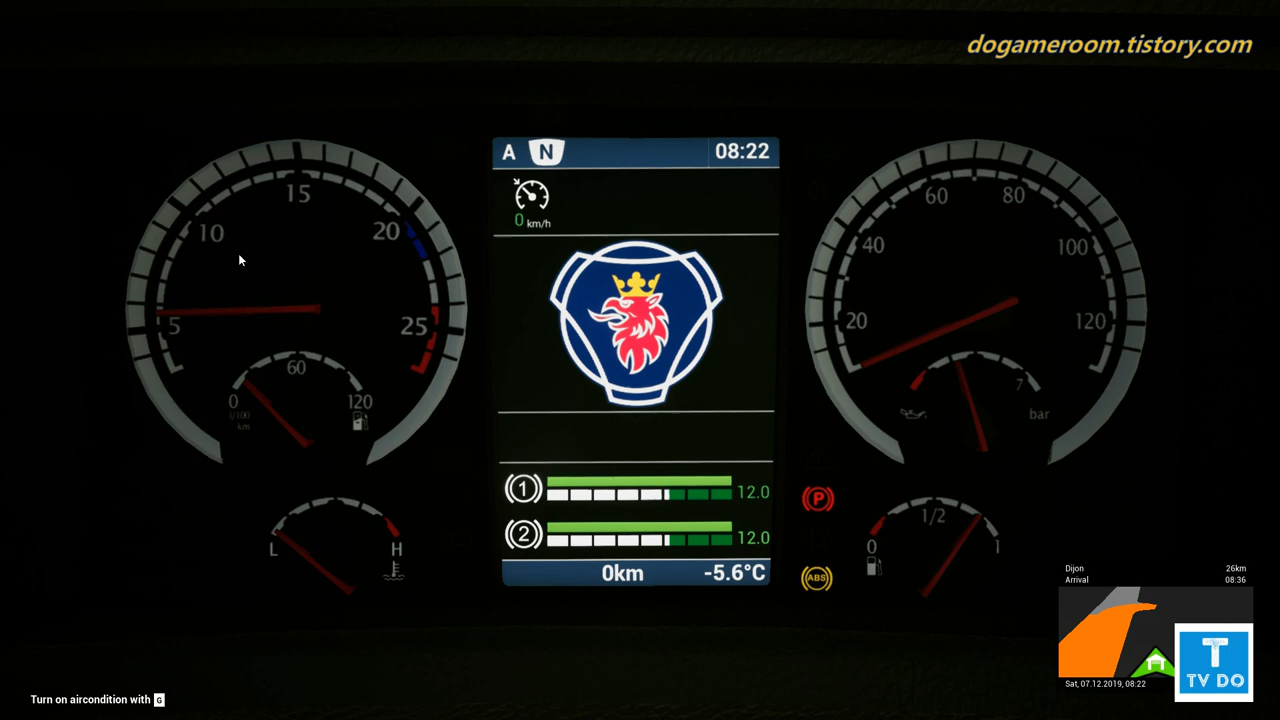 dogameroom.tistory.com
A N 08:22
0 km/h
5 10 15 20 25
0 60 120
l/100
km
20 40 60 80 100 120
7
bar
1 12.0
2 12.0
0km -5.6°C
L H
P
ABS
0 1/2 1
Dijon 26km
Arrival 08:36
Sat, 07.12.2019, 08:22
T
TV DO
Turn on aircondition with G